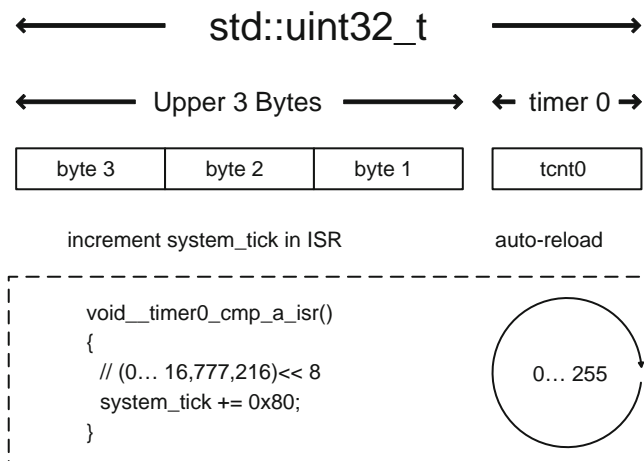 std::uint32_t
Upper 3 Bytes
timer 0
byte 3
byte 2
byte 1
tcnt0
increment system_tick in ISR
auto-reload
void__timer0_cmp_a_isr()
{
// (0… 16,777,216)<< 8
system_tick += 0x80;
}
0… 255